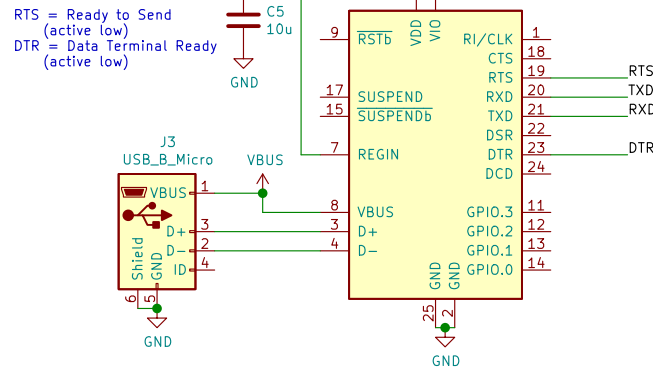 RTS = Ready to Send
(active low)
DTR = Data Terminal Ready
(active low)
C5
10u
GND
VDD
VIO
9
RSTb
RI/CLK
1
CTS
18
RTS
19
RTS
17
SUSPEND
RXD
20
TXD
15
SUSPENDb
TXD
21
RXD
DSR
22
7
REGIN
DTR
23
DTR
DCD
24
J3
USB_B_Micro
VBUS
VBUS
1
8
VBUS
GPIO.3
11
D+
3
3
D+
GPIO.2
12
D-
2
4
D-
GPIO.1
13
ID
4
GPIO.0
14
Shield
GND
6
5
GND
GND
GND
25
2
GND